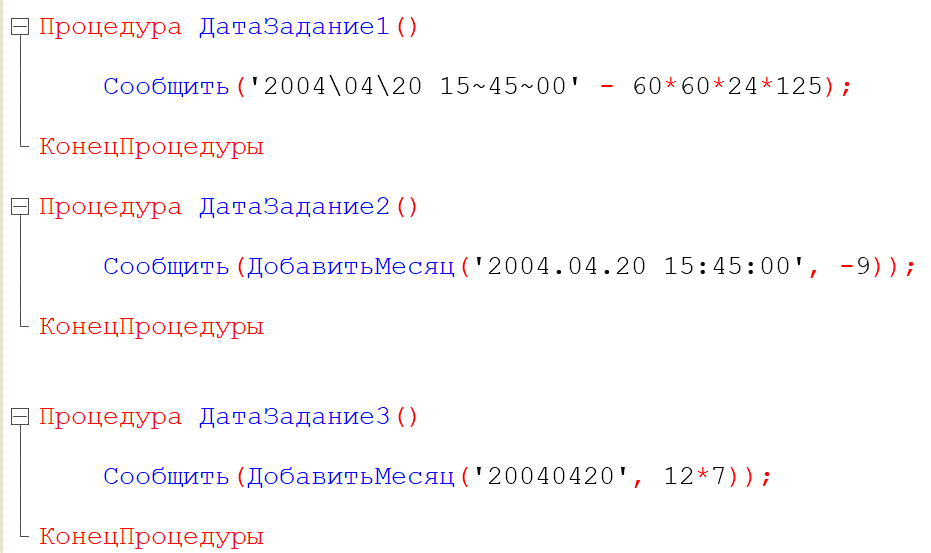 Процедура ДатаЗадание1()
Сообщить('2004\04\20 15~45~00' - 60*60*24*125);
КонецПроцедуры
Процедура ДатаЗадание2()
Сообщить(ДобавитьМесяц('2004.04.20 15:45:00', -9));
КонецПроцедуры
Процедура ДатаЗадание3()
Сообщить(ДобавитьМесяц('20040420', 12*7));
КонецПроцедуры